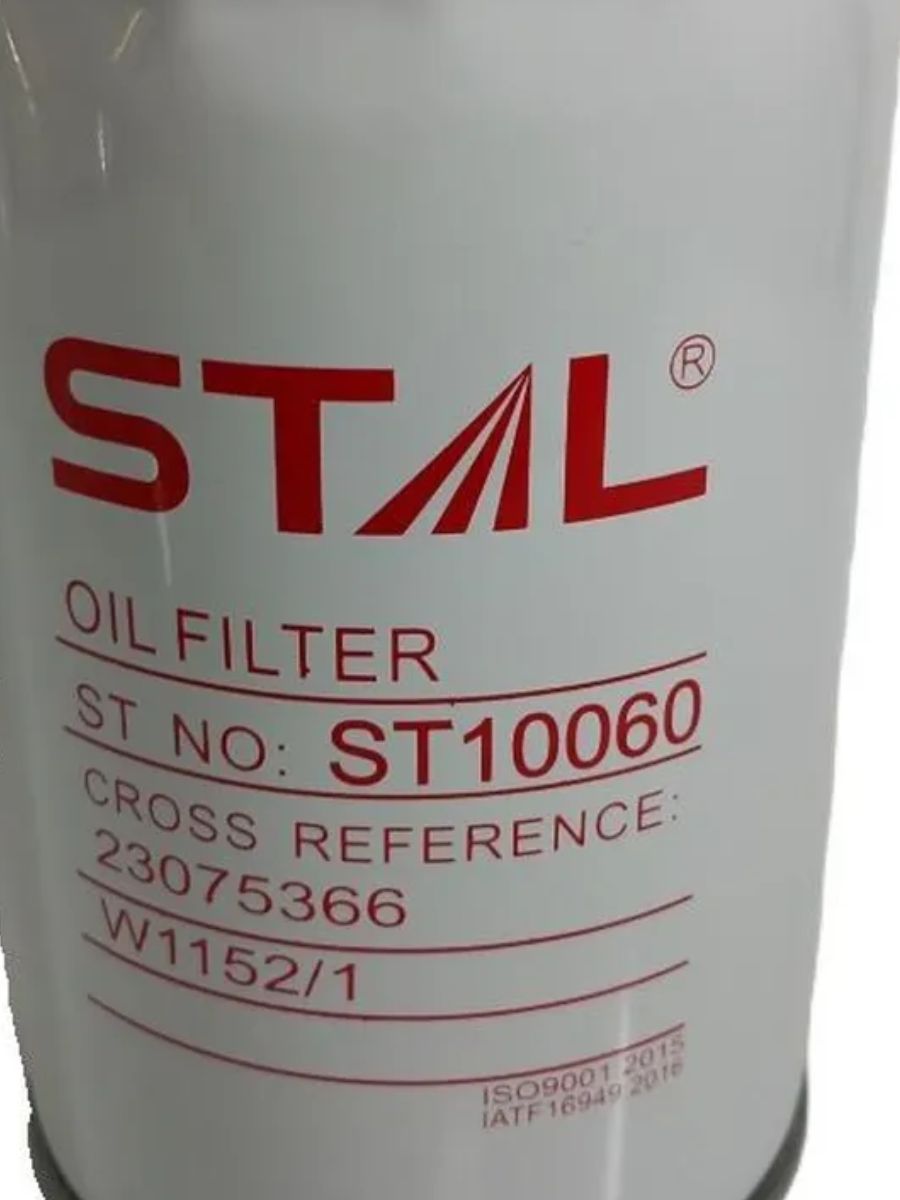 STAL®
OIL FILTER
ST NO: ST10060
CROSS REFERENCE:
23075366
W1152/1
ISO9001 2015
IATF16949 2016